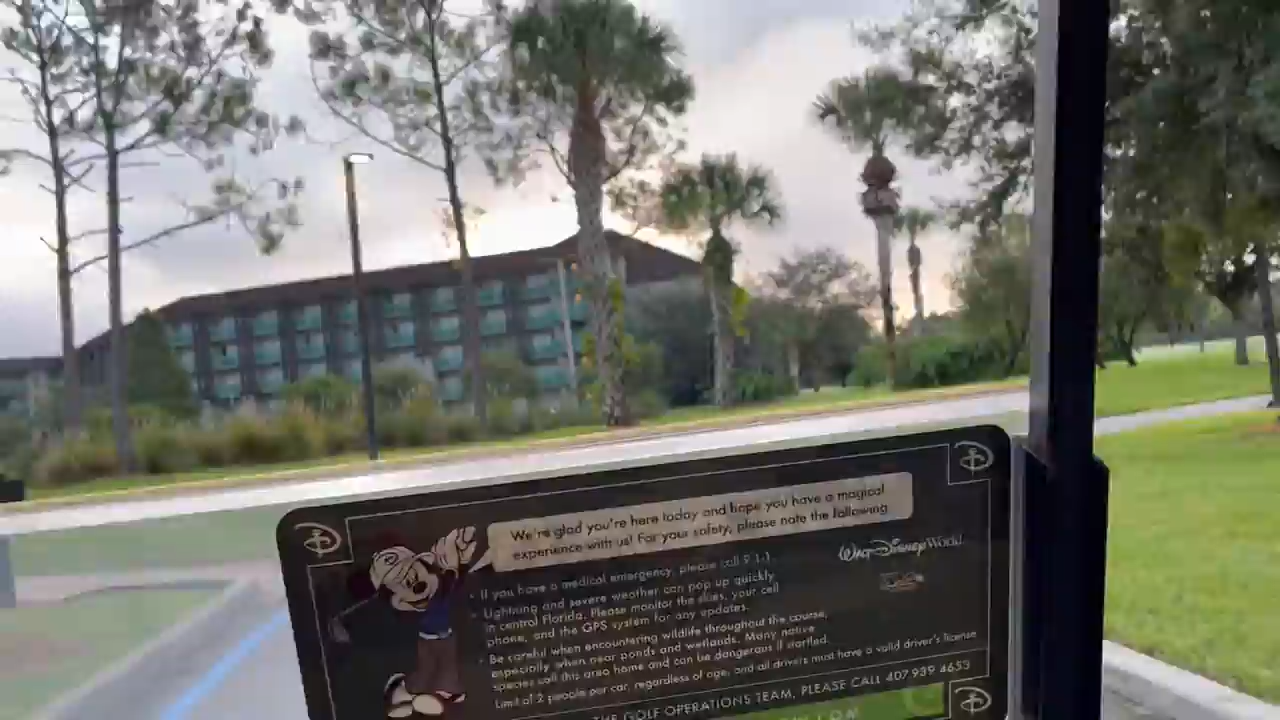 We're glad you're here today and hope you have a magical
experience with us! For your safety, please note the following
Walt Disney World
• If you have a medical emergency, please call 9-1-1.
• Lightning and severe weather can pop up quickly
in central Florida. Please monitor the skies, your cell
phone, and the GPS system for any updates.
• Be careful when encountering wildlife throughout the course,
especially when near ponds and wetlands. Many native
species call this area home and can be dangerous if startled.
Limit of 2 people per car, regardless of age, and all drivers must have a valid driver's license
THE GOLF OPERATIONS TEAM, PLEASE CALL 407 939 4653